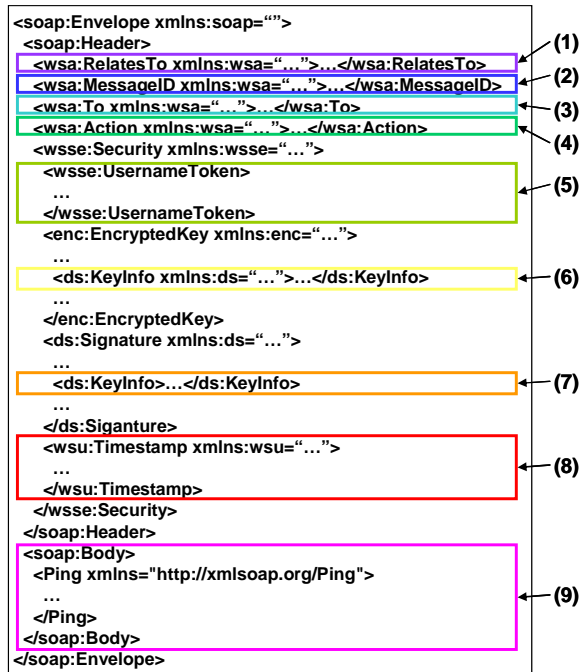 <soap:Envelope xmlns:soap=“”>
<soap:Header>
<wsa:RelatesTo xmlns:wsa=“…”>…</wsa:RelatesTo> (1)
<wsa:MessageID xmlns:wsa=“…”>…</wsa:MessageID> (2)
<wsa:To xmlns:wsa=“…”>…</wsa:To> (3)
<wsa:Action xmlns:wsa=“…”>…</wsa:Action> (4)
<wsse:Security xmlns:wsse=“…”>
<wsse:UsernameToken> (5)
…
</wsse:UsernameToken>
<enc:EncryptedKey xmlns:enc=“…”>
…
<ds:KeyInfo xmlns:ds=“…”>…</ds:KeyInfo> (6)
…
</enc:EncryptedKey>
<ds:Signature xmlns:ds=“…”>
…
<ds:KeyInfo>…</ds:KeyInfo> (7)
…
</ds:Siganture>
<wsu:Timestamp xmlns:wsu=“…”>
… (8)
</wsu:Timestamp>
</wsse:Security>
</soap:Header>
<soap:Body>
<Ping xmlns="http://xmlsoap.org/Ping">
… (9)
</Ping>
</soap:Body>
</soap:Envelope>